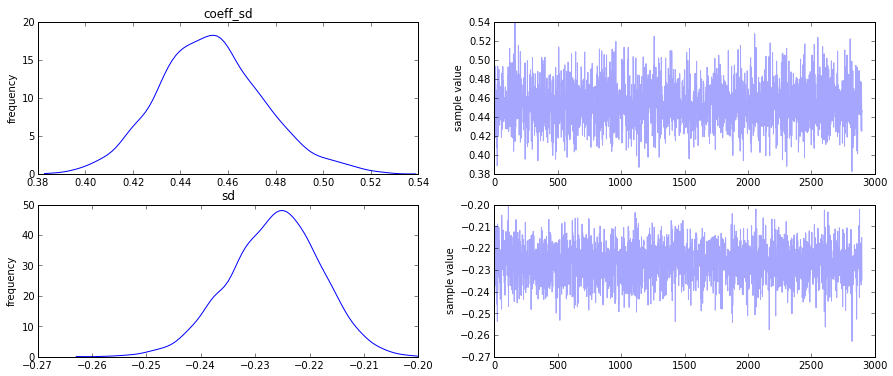 coeff_sd
frequency
20
15
10
5
0
0.38 0.40 0.42 0.44 0.46 0.48 0.50 0.52 0.54
sample value
0.54
0.52
0.50
0.48
0.46
0.44
0.42
0.40
0.38
0 500 1000 1500 2000 2500 3000
sd
frequency
50
40
30
20
10
0
−0.27 −0.26 −0.25 −0.24 −0.23 −0.22 −0.21 −0.20
sample value
−0.20
−0.21
−0.22
−0.23
−0.24
−0.25
−0.26
−0.27
0 500 1000 1500 2000 2500 3000